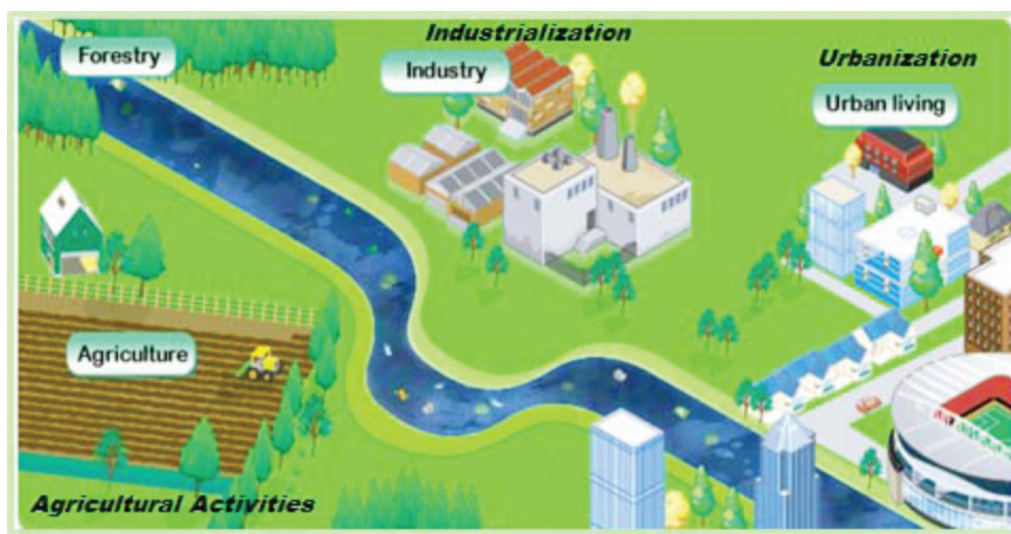 Industrialization
Forestry
Industry
Urbanization
Urban living
Agriculture
Agricultural Activities